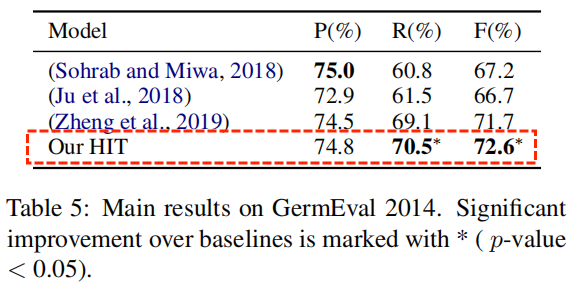 Model P(%) R(%) F(%)
(Sohrab and Miwa, 2018) 75.0 60.8 67.2
(Ju et al., 2018) 72.9 61.5 66.7
(Zheng et al., 2019) 74.5 69.1 71.7
Our HIT 74.8 70.5* 72.6*
Table 5: Main results on GermEval 2014. Significant
improvement over baselines is marked with * ( p-value
< 0.05).